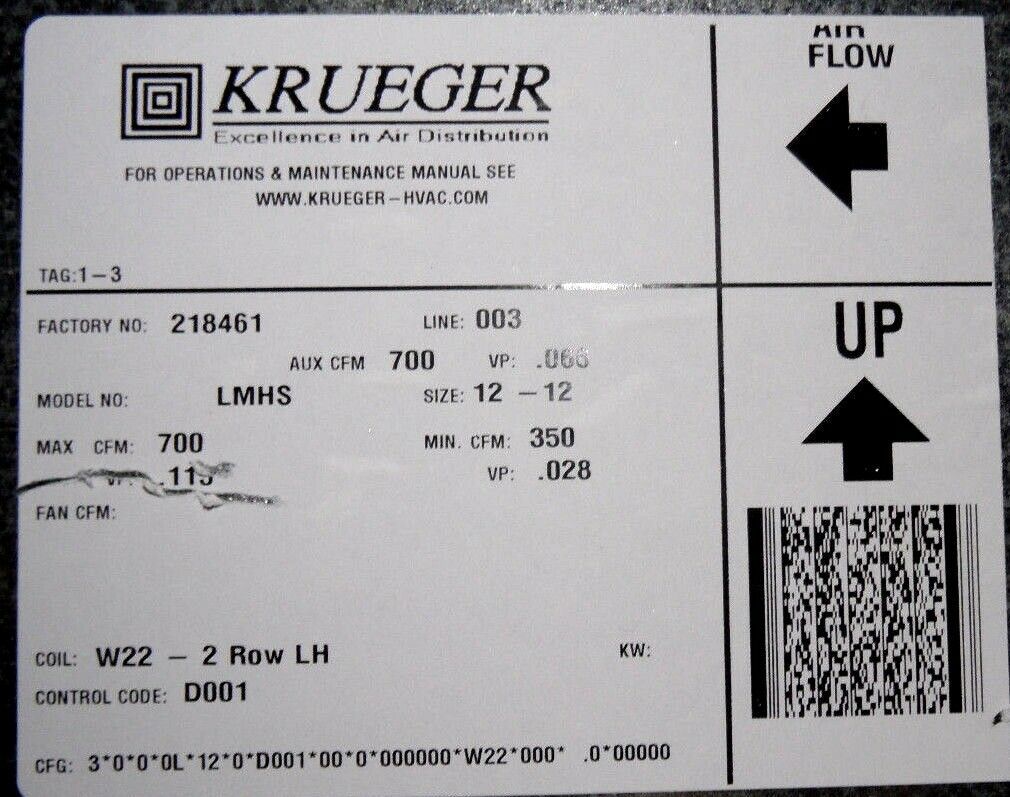 KRUEGER
Excellence in Air Distribution
FOR OPERATIONS & MAINTENANCE MANUAL SEE
WWW.KRUEGER-HVAC.COM
TAG:1-3
AIR
FLOW
FACTORY NO: 218461 LINE: 003
AUX CFM 700 VP: .066
MODEL NO: LMHS SIZE: 12 - 12
MAX CFM: 700 MIN. CFM: 350
VP: VP: .028
FAN CFM:
UP
COIL: W22 - 2 Row LH KW:
CONTROL CODE: D001
CFG: 3*0*0*0L*12*0*D001*00*0*000000*W22*000* .0*00000